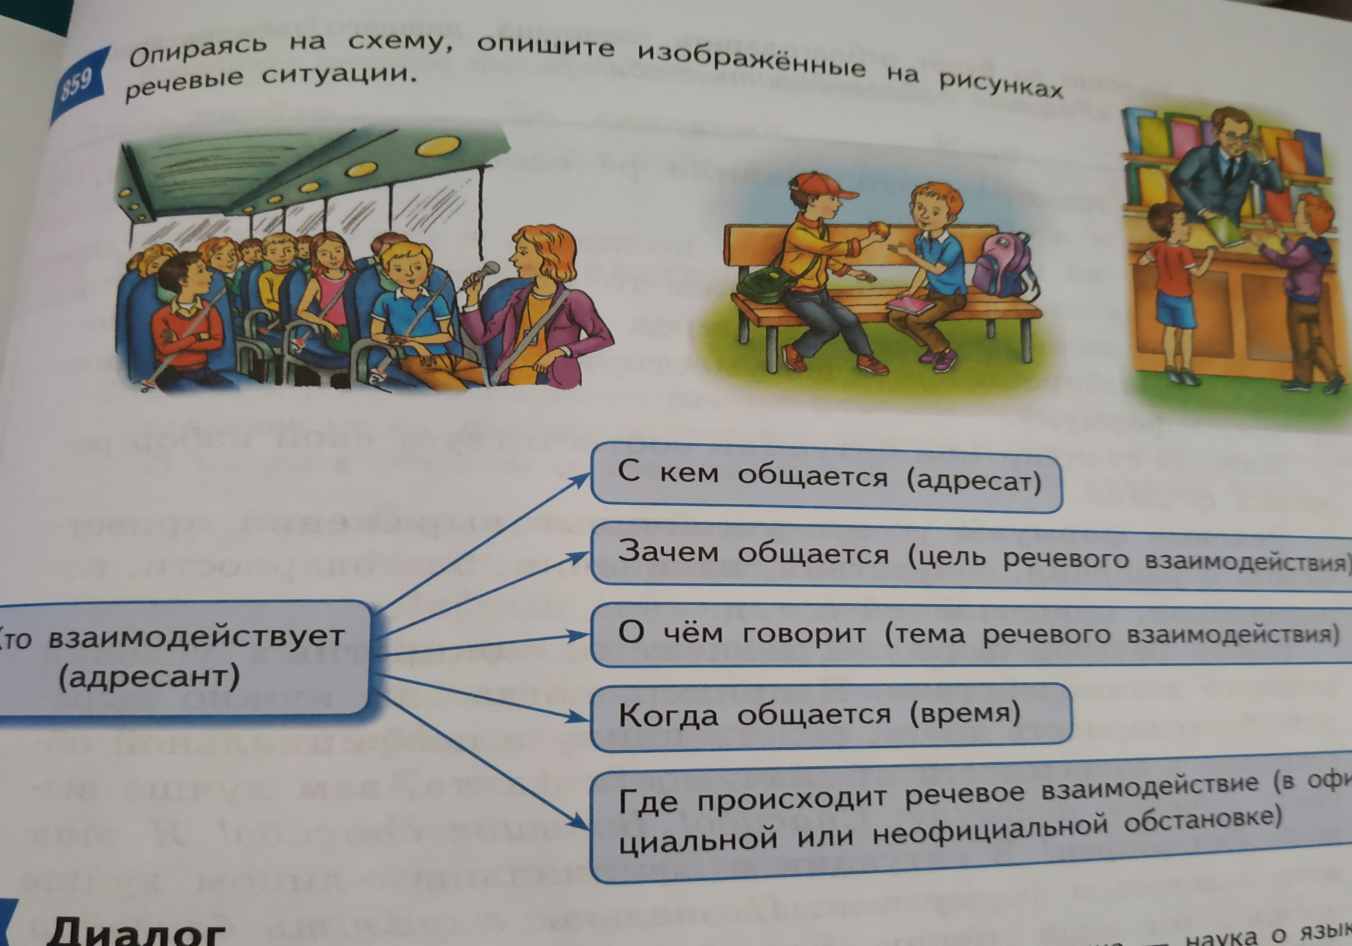 859
Опираясь на схему, опишите изображённые на рисунках
речевые ситуации.
С кем общается (адресат)
Зачем общается (цель речевого взаимодействия)
О чём говорит (тема речевого взаимодействия)
Когда общается (время)
Где происходит речевое взаимодействие (в офи
циальной или неофициальной обстановке)
то взаимодействует
(адресант)
Диалог
— наука о язык